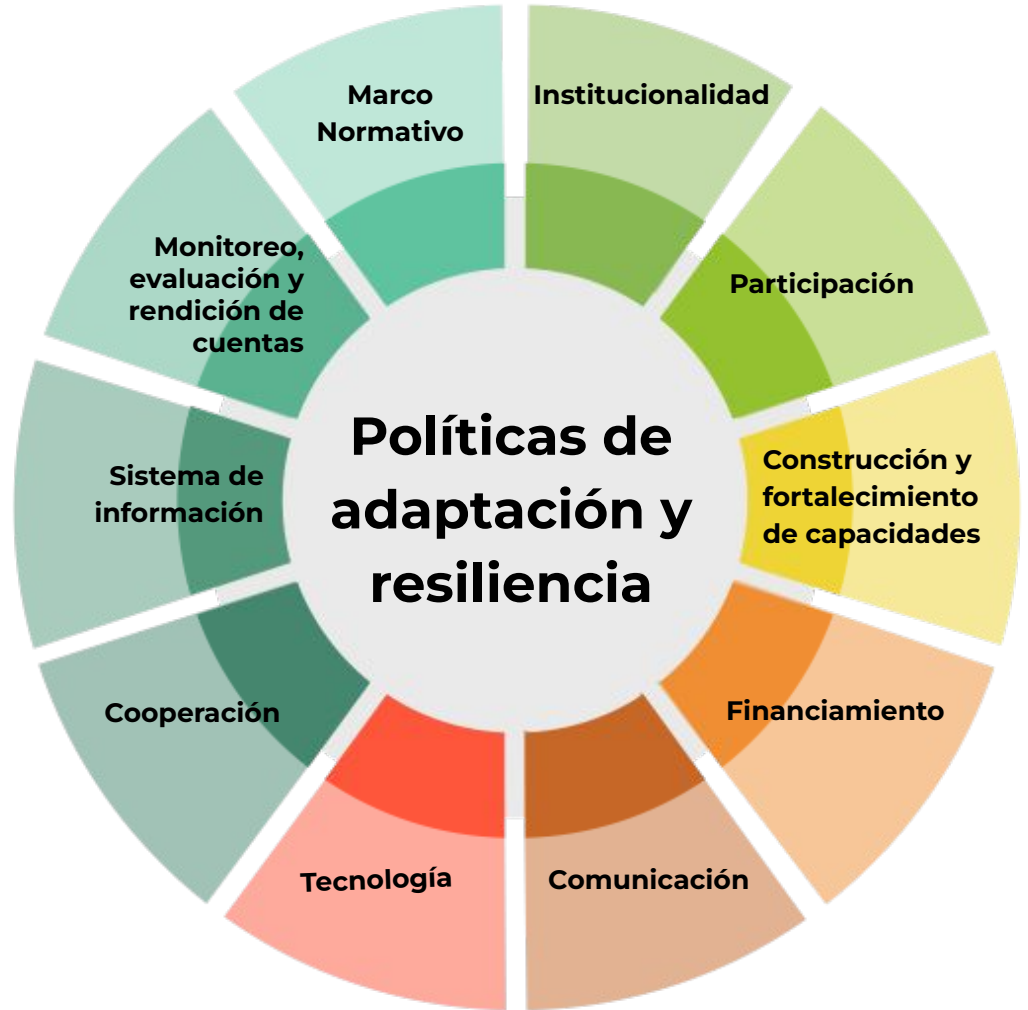 Marco
Normativo
Institucionalidad
Participación
Construcción y
fortalecimiento
de capacidades
Financiamiento
Comunicación
Tecnología
Cooperación
Sistema de
información
Monitoreo,
evaluación y
rendición de
cuentas
Políticas de
adaptación y
resiliencia